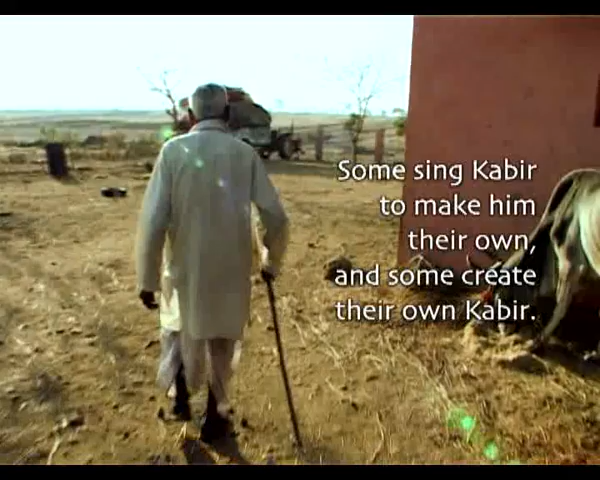 Some sing Kabir
to make him
their own,
and some create
their own Kabir.